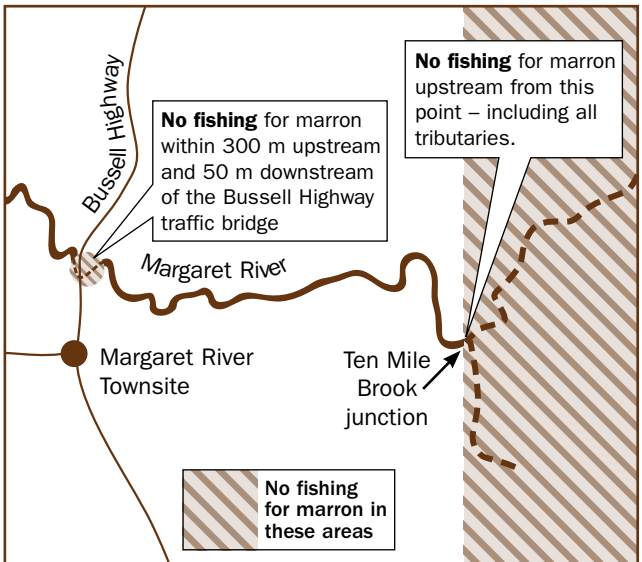 Bussell Highway
No fishing for marron
within 300 m upstream
and 50 m downstream
of the Bussell Highway
traffic bridge
No fishing for marron
upstream from this
point – including all
tributaries.
Margaret River
Margaret River
Townsite
Ten Mile
Brook
junction
No fishing
for marron in
these areas